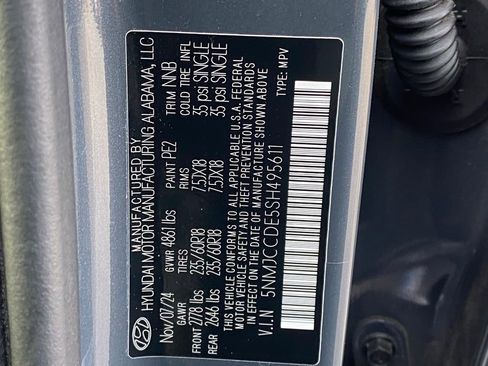 MANUFACTURED BY
HYUNDAI MOTOR MANUFACTURING ALABAMA, LLC
Nov/07/24 GVWR 4861 lbs PAINT PE2 TRIM NNB
GAWR TIRES RIMS COLD TIRE INFL
FRONT 2778 lbs 235/60R18 7.5JX18 35 psi SINGLE
REAR 2646 lbs 235/60R18 7.5JX18 35 psi SINGLE
THIS VEHICLE CONFORMS TO ALL APPLICABLE U.S.A. FEDERAL
MOTOR VEHICLE SAFETY AND THEFT PREVENTION STANDARDS
IN EFFECT ON THE DATE OF MANUFACTURE SHOWN ABOVE
V.I.N 5NMJCCDE5SH495611 TYPE: MPV